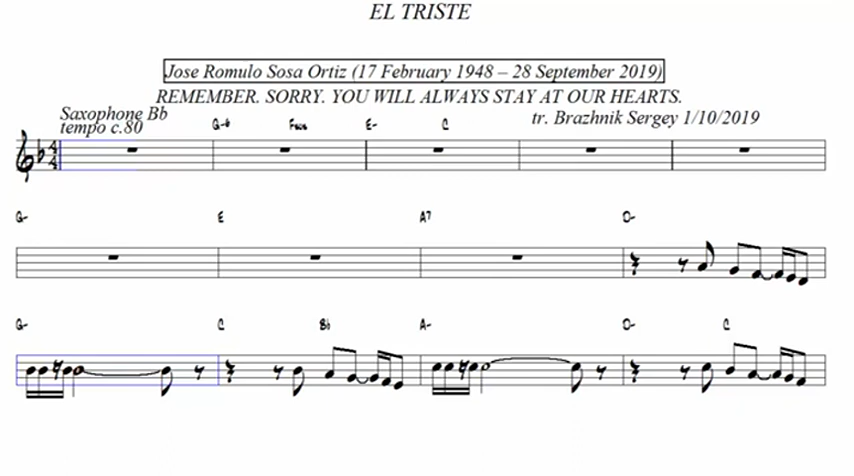 EL TRISTE
Jose Romulo Sosa Ortiz (17 February 1948 – 28 September 2019)
REMEMBER. SORRY. YOU WILL ALWAYS STAY AT OUR HEARTS.
Saxophone Bb
tempo c.80
tr. Brazhnik Sergey 1/10/2019
G-6 E- C
G- E A7 D-
G- C Bb A- D- C